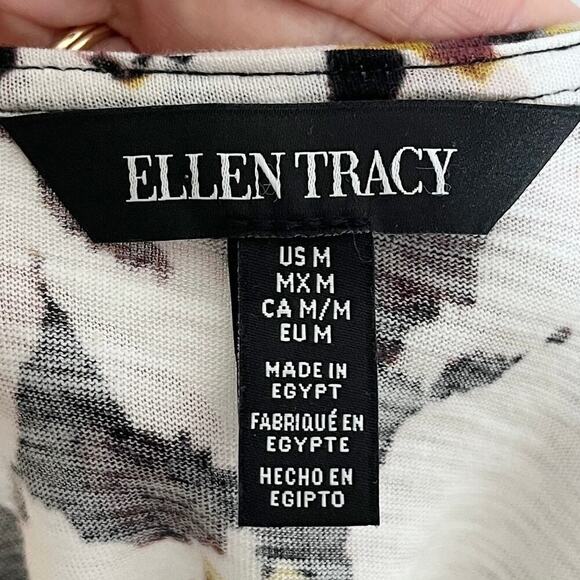 ELLEN TRACY
US M
MX M
CA M/M
EU M
MADE IN
EGYPT
FABRIQUÉ EN
EGYPTE
HECHO EN
EGIPTO